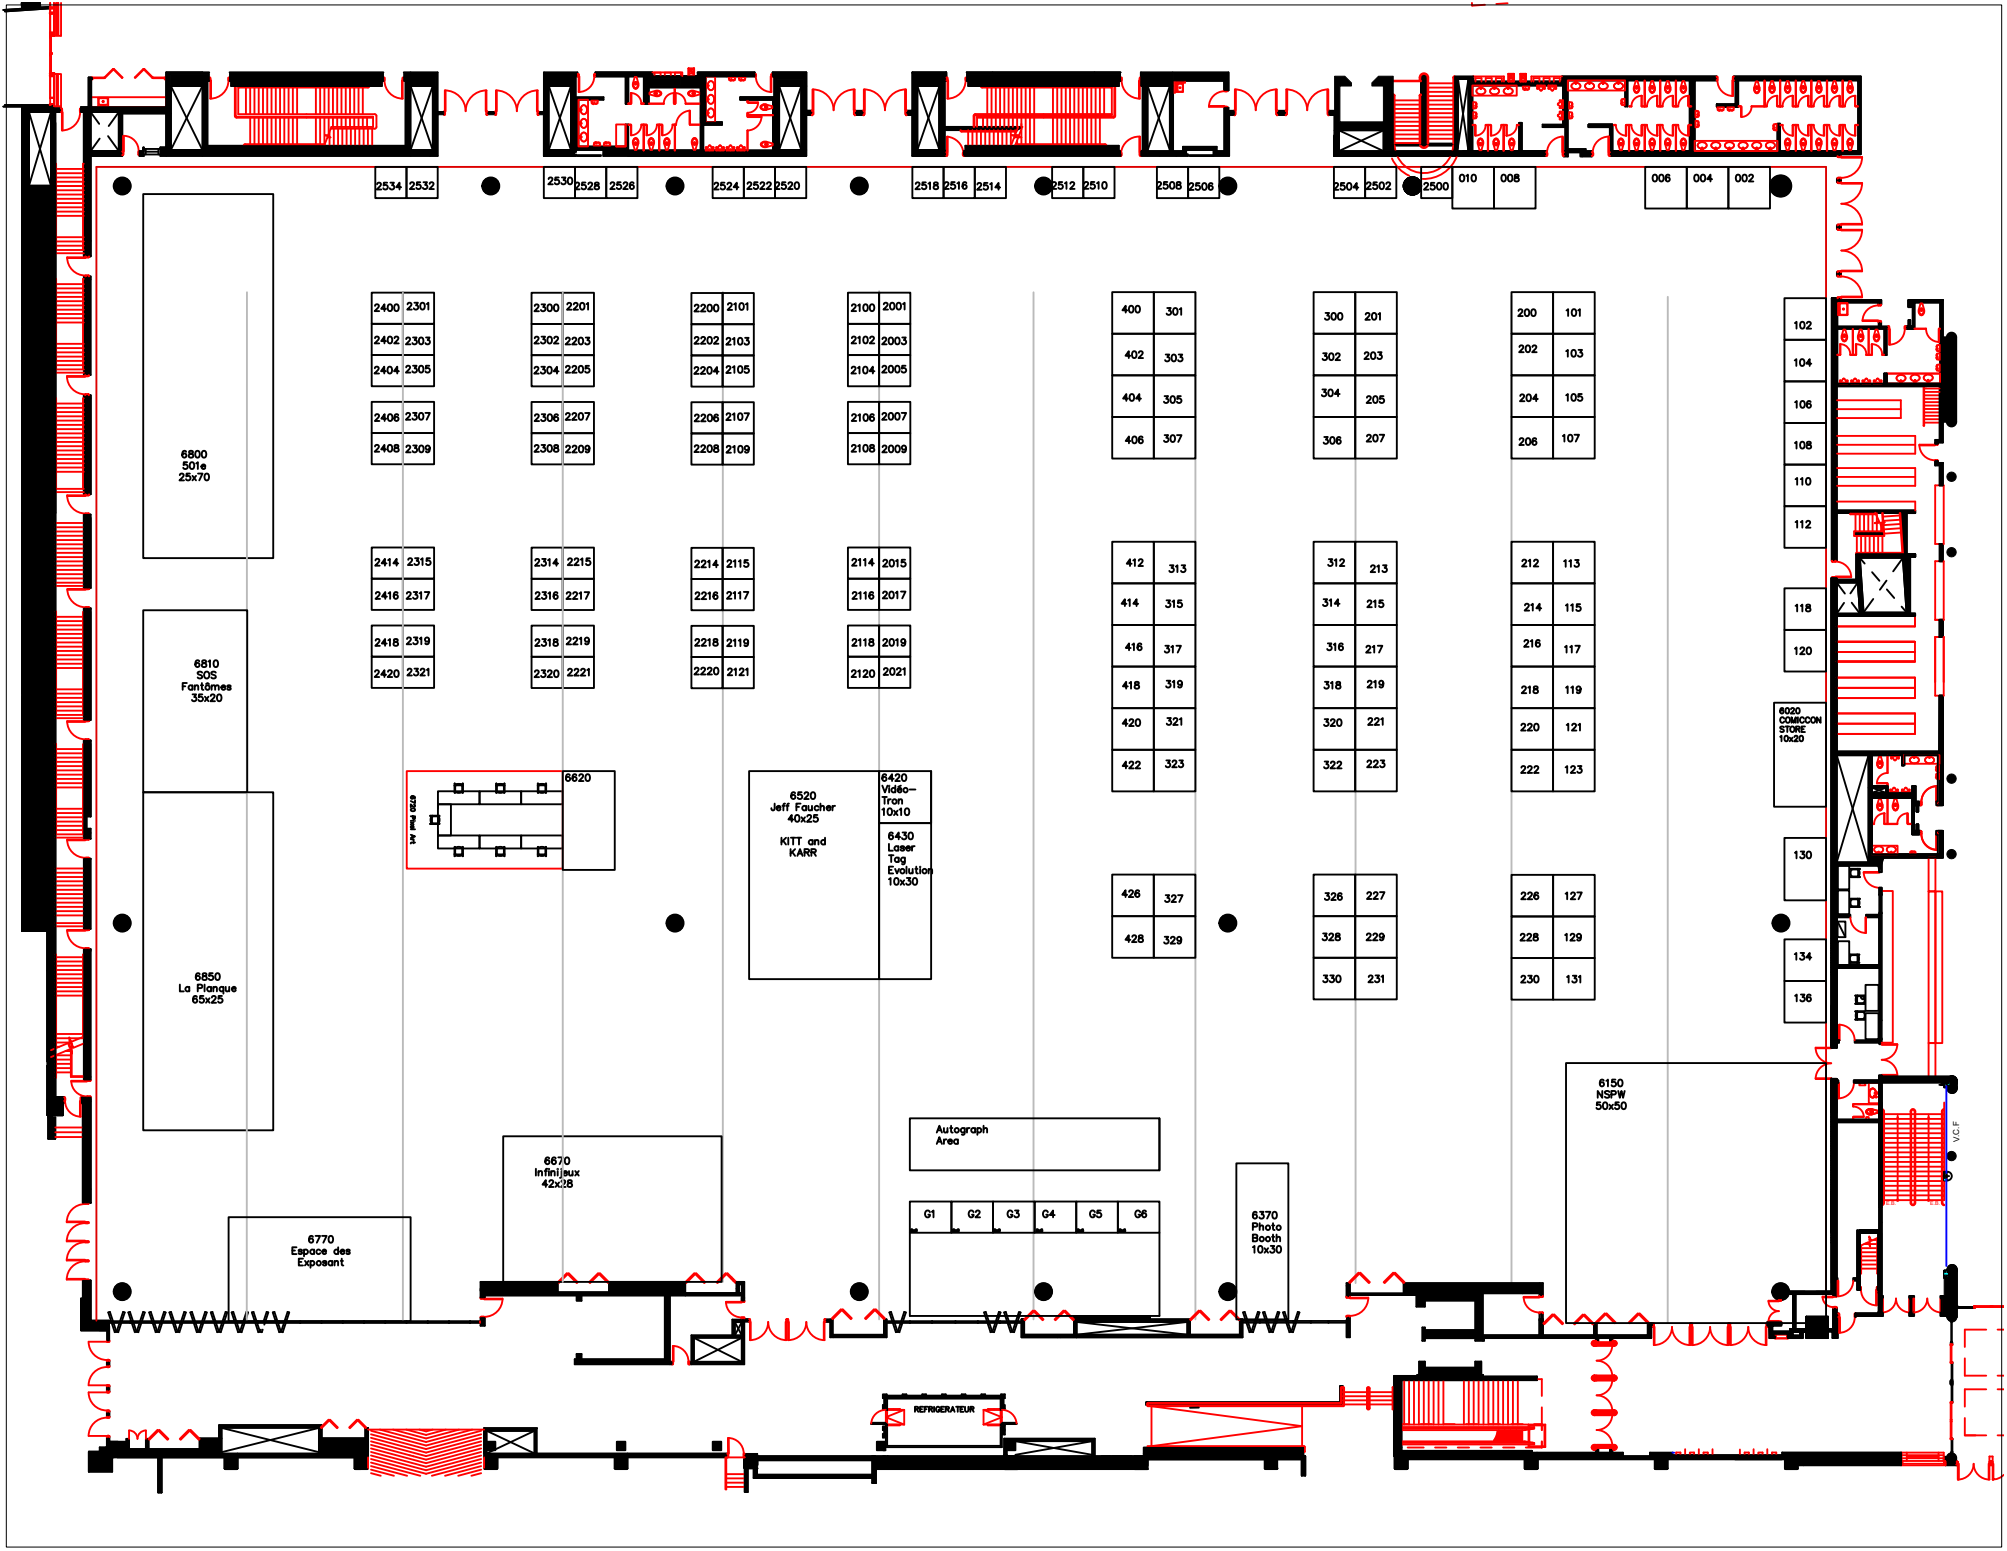 2534 2532 2530 2528 2526 2524 2522 2520 2518 2516 2514 2512 2510 2508 2506 2504 2502 2500 010 008 006 004 002
2400 2301 2300 2201 2200 2101 2100 2001 400 301 300 201 200 101 102
2402 2303 2302 2203 2202 2103 2102 2003 402 303 302 203 202 103 104
2404 2305 2304 2205 2204 2105 2104 2005 404 305 304 205 204 105 106
2406 2307 2306 2207 2206 2107 2106 2007 406 307 306 207 206 107 108
2408 2309 2308 2209 2208 2109 2108 2009 110
6800
501e
25x70
112
2414 2315 2314 2215 2214 2115 2114 2015 412 313 312 213 212 113
2416 2317 2316 2217 2216 2117 2116 2017 414 315 314 215 214 115 118
2418 2319 2318 2219 2218 2119 2118 2019 416 317 316 217 216 117 120
2420 2321 2320 2221 2220 2121 2120 2021 418 319 318 219 218 119
6810
SOS
Fantômes
35x20
420 321 320 221 220 121
6020
COMICCON
STORE
10x20
422 323 322 223 222 123
6720 Pixel Art
6620
6520
Jeff Faucher
40x25
KITT and
KARR
6420
Vidéo-
Tron
10x10
6430
Laser
Tag
Evolution
10x30
130
426 327 326 227 226 127
428 329 328 229 228 129 134
330 231 230 131 136
6850
La Planque
65x25
6150
NSPW
50x50
Autograph
Area
V.C.F
6670
Infinijeux
42x28
G1 G2 G3 G4 G5 G6
6370
Photo
Booth
10x30
6770
Espace des
Exposant
REFRIGERATEUR